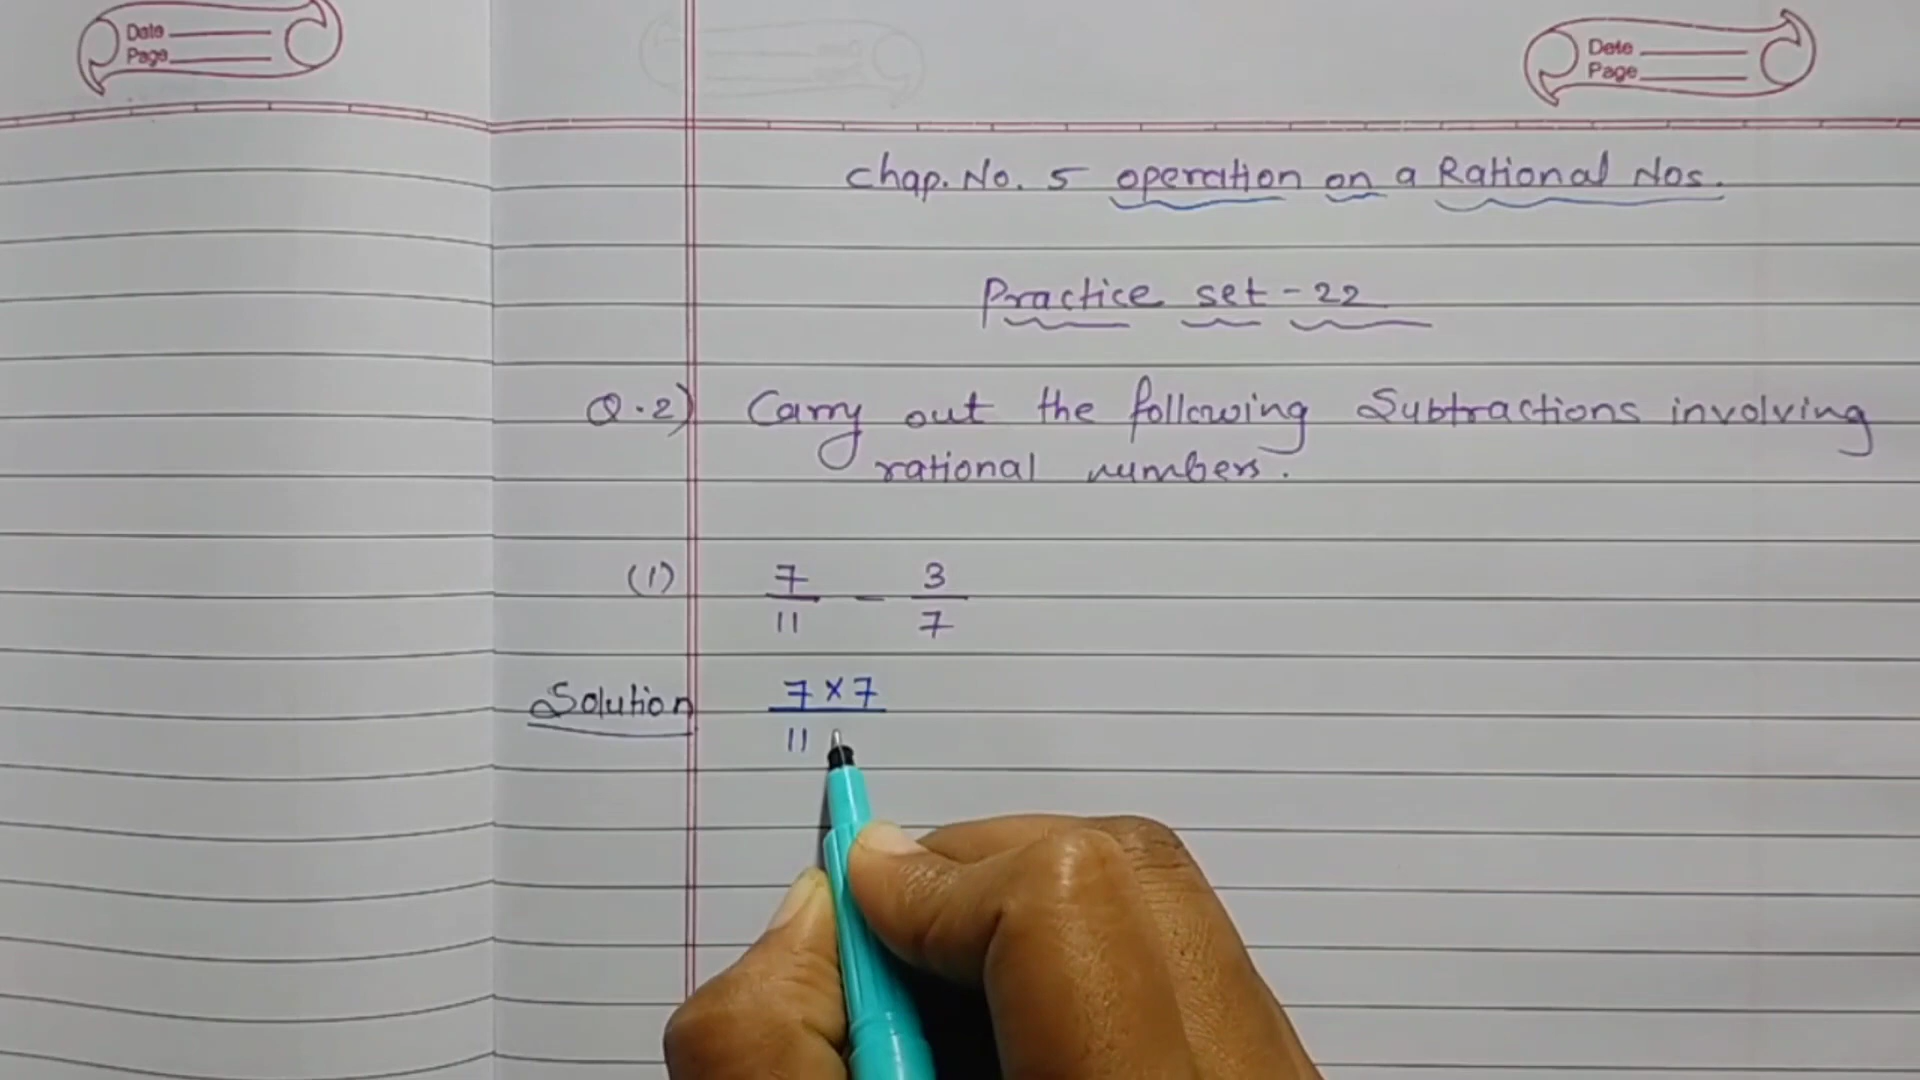 Date
Page
Date
Page
Chap. No. 5 operation on a Rational Nos.
Practice set - 22
Q.2) Carry out the following Subtractions involving
rational numbers.
(1) 7/11 - 3/7
Solution 7 × 7 / 11